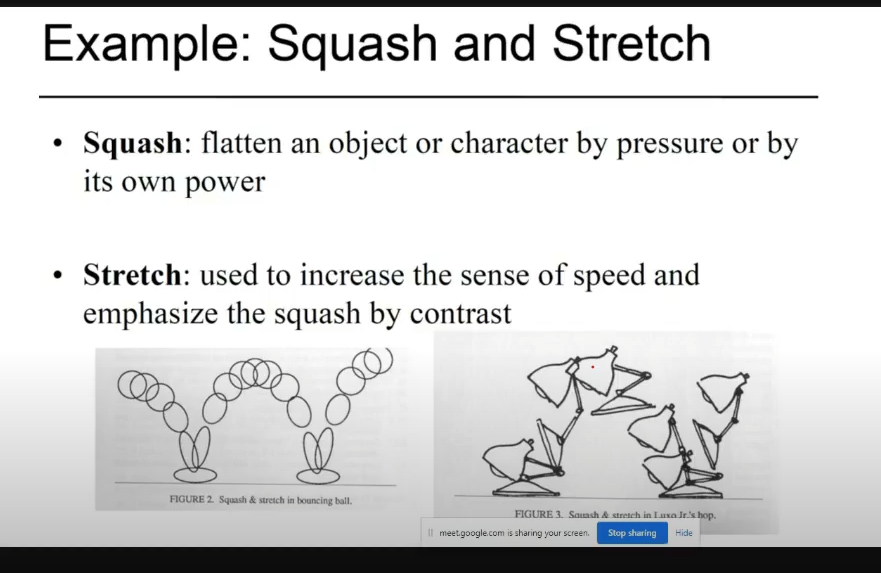 Example: Squash and Stretch
• Squash: flatten an object or character by pressure or by
its own power
• Stretch: used to increase the sense of speed and
emphasize the squash by contrast
FIGURE 2. Squash & stretch in bouncing ball.
FIGURE 3. Squash & stretch in Luxo Jr.'s hop.
meet.google.com is sharing your screen. Stop sharing Hide